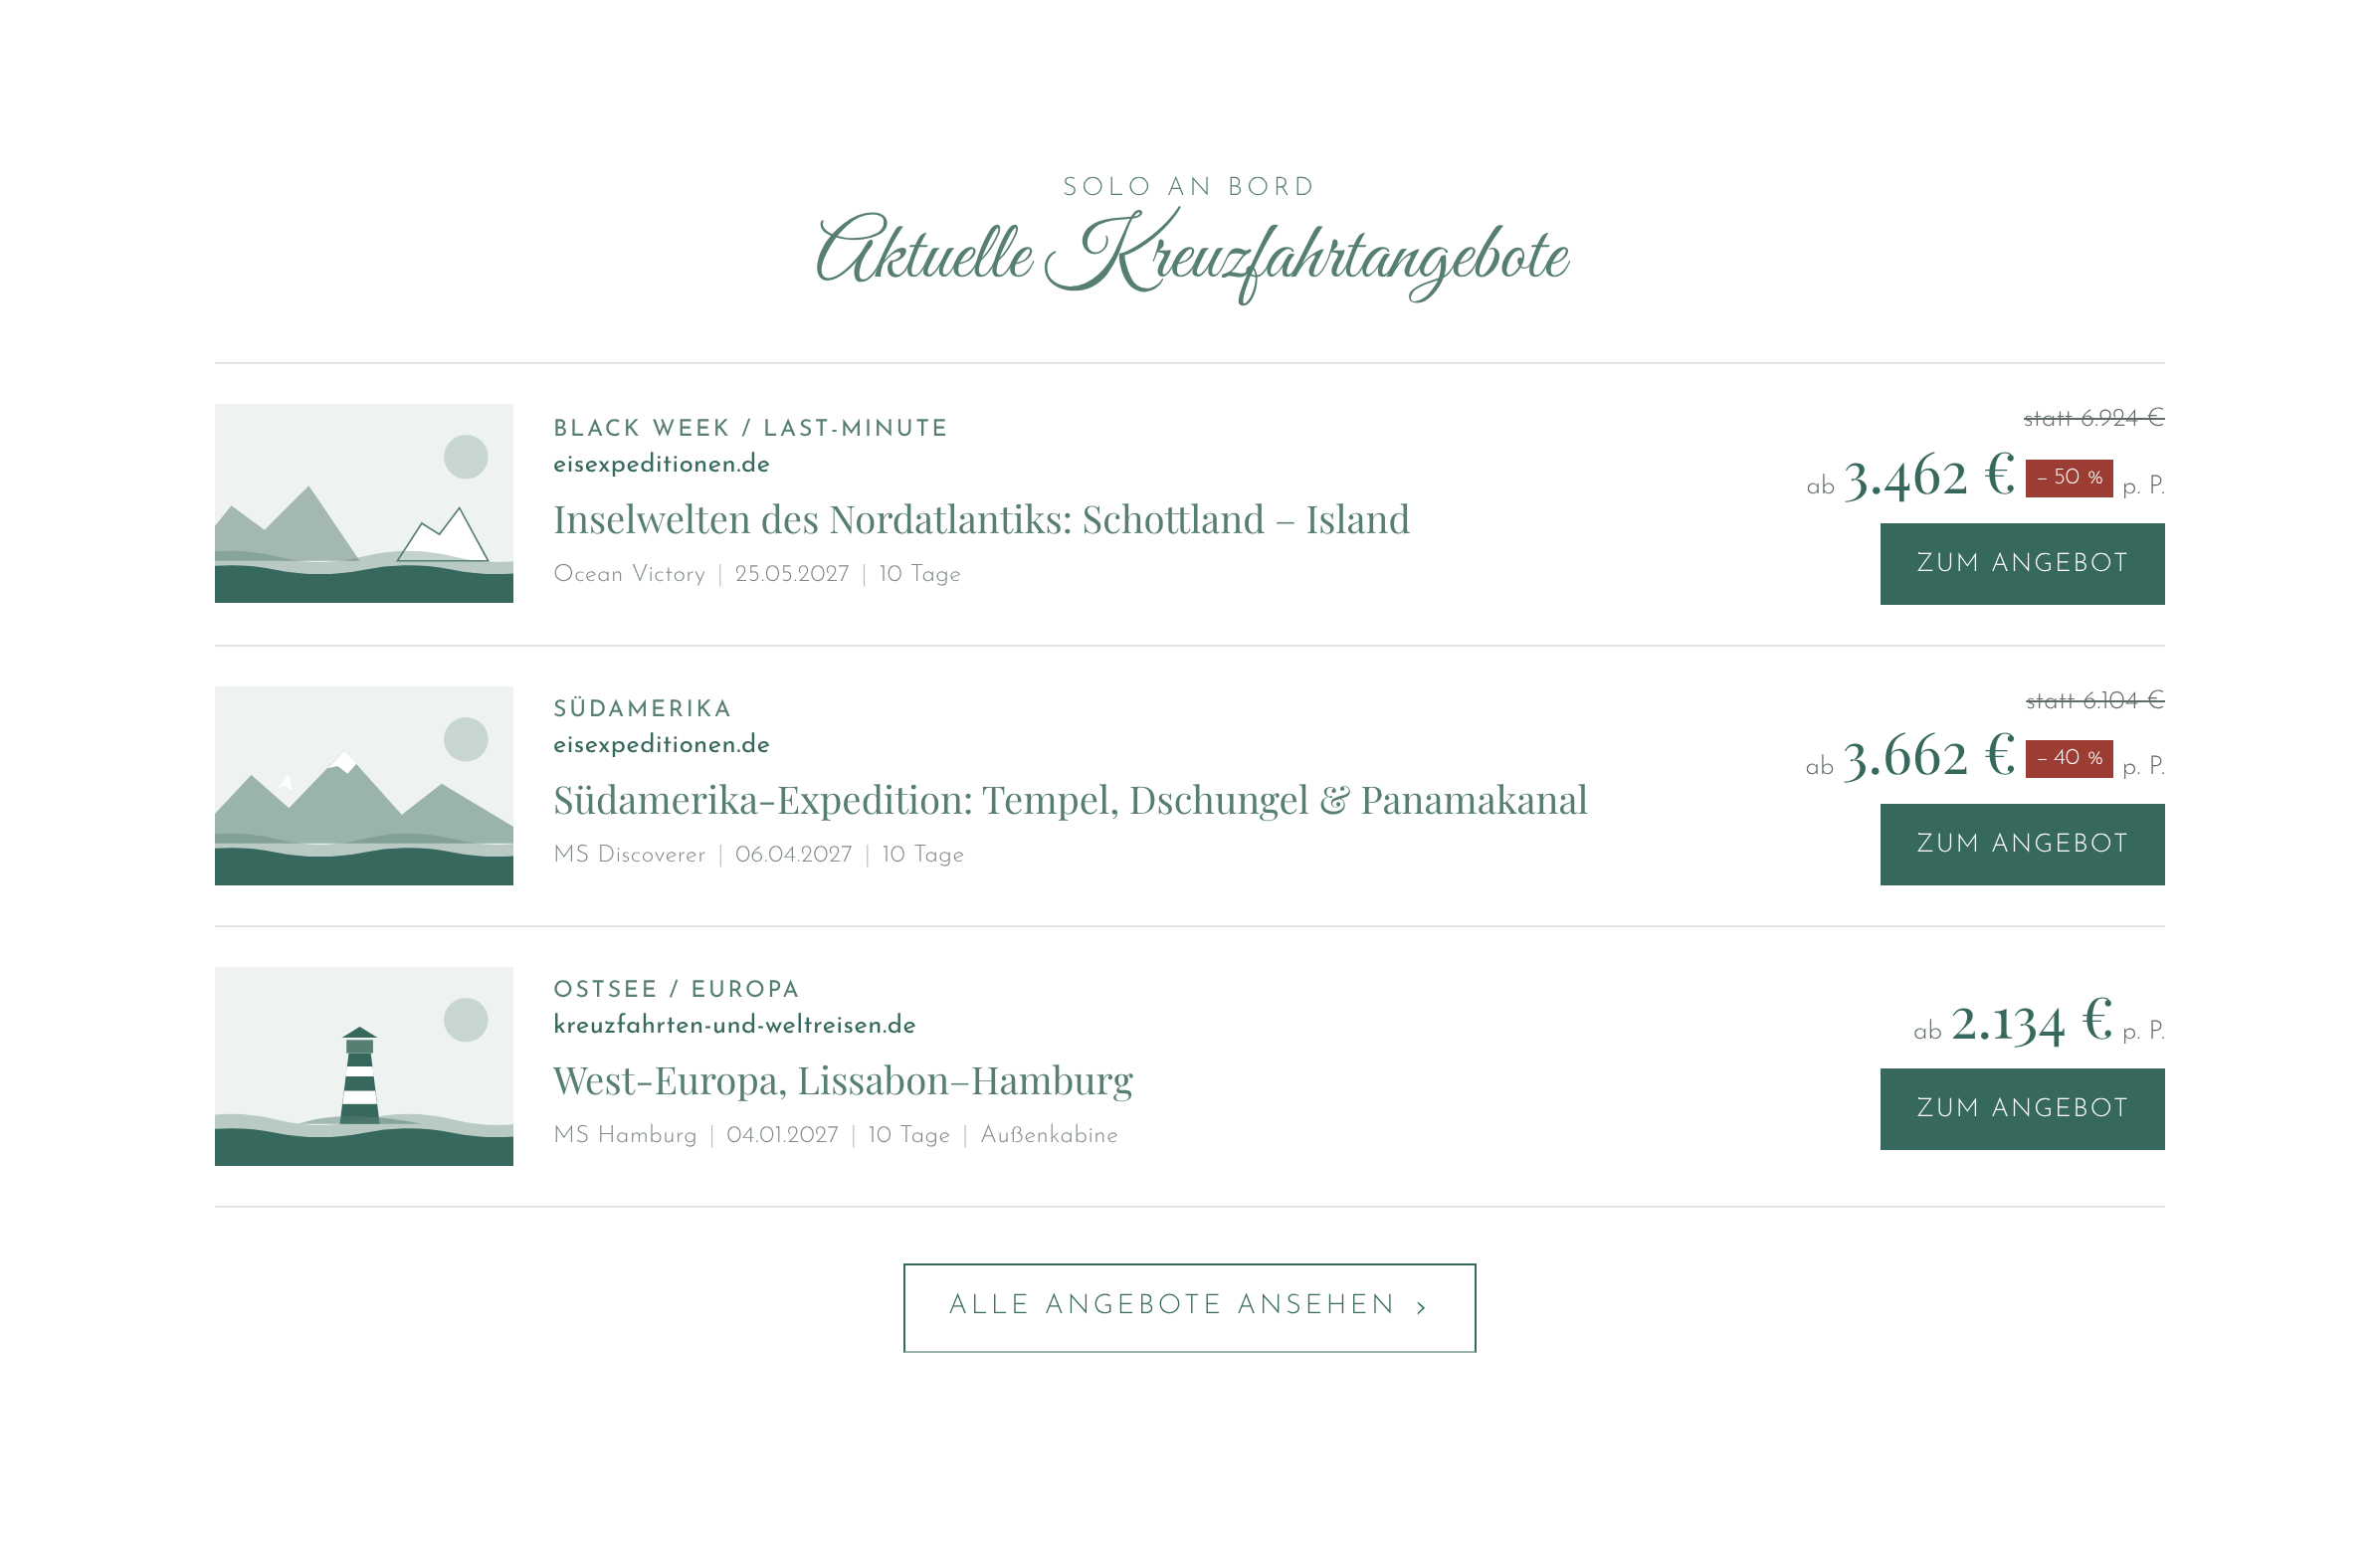 SOLO AN BORD
Aktuelle Kreuzfahrtangebote
BLACK WEEK / LAST-MINUTE
eisexpeditionen.de
Inselwelten des Nordatlantiks: Schottland – Island
Ocean Victory | 25.05.2027 | 10 Tage
statt 6.924 €
ab 3.462 € – 50 % p. P.
ZUM ANGEBOT
SÜDAMERIKA
eisexpeditionen.de
Südamerika-Expedition: Tempel, Dschungel & Panamakanal
MS Discoverer | 06.04.2027 | 10 Tage
statt 6.104 €
ab 3.662 € – 40 % p. P.
ZUM ANGEBOT
OSTSEE / EUROPA
kreuzfahrten-und-weltreisen.de
West-Europa, Lissabon–Hamburg
MS Hamburg | 04.01.2027 | 10 Tage | Außenkabine
ab 2.134 € p. P.
ZUM ANGEBOT
ALLE ANGEBOTE ANSEHEN ›